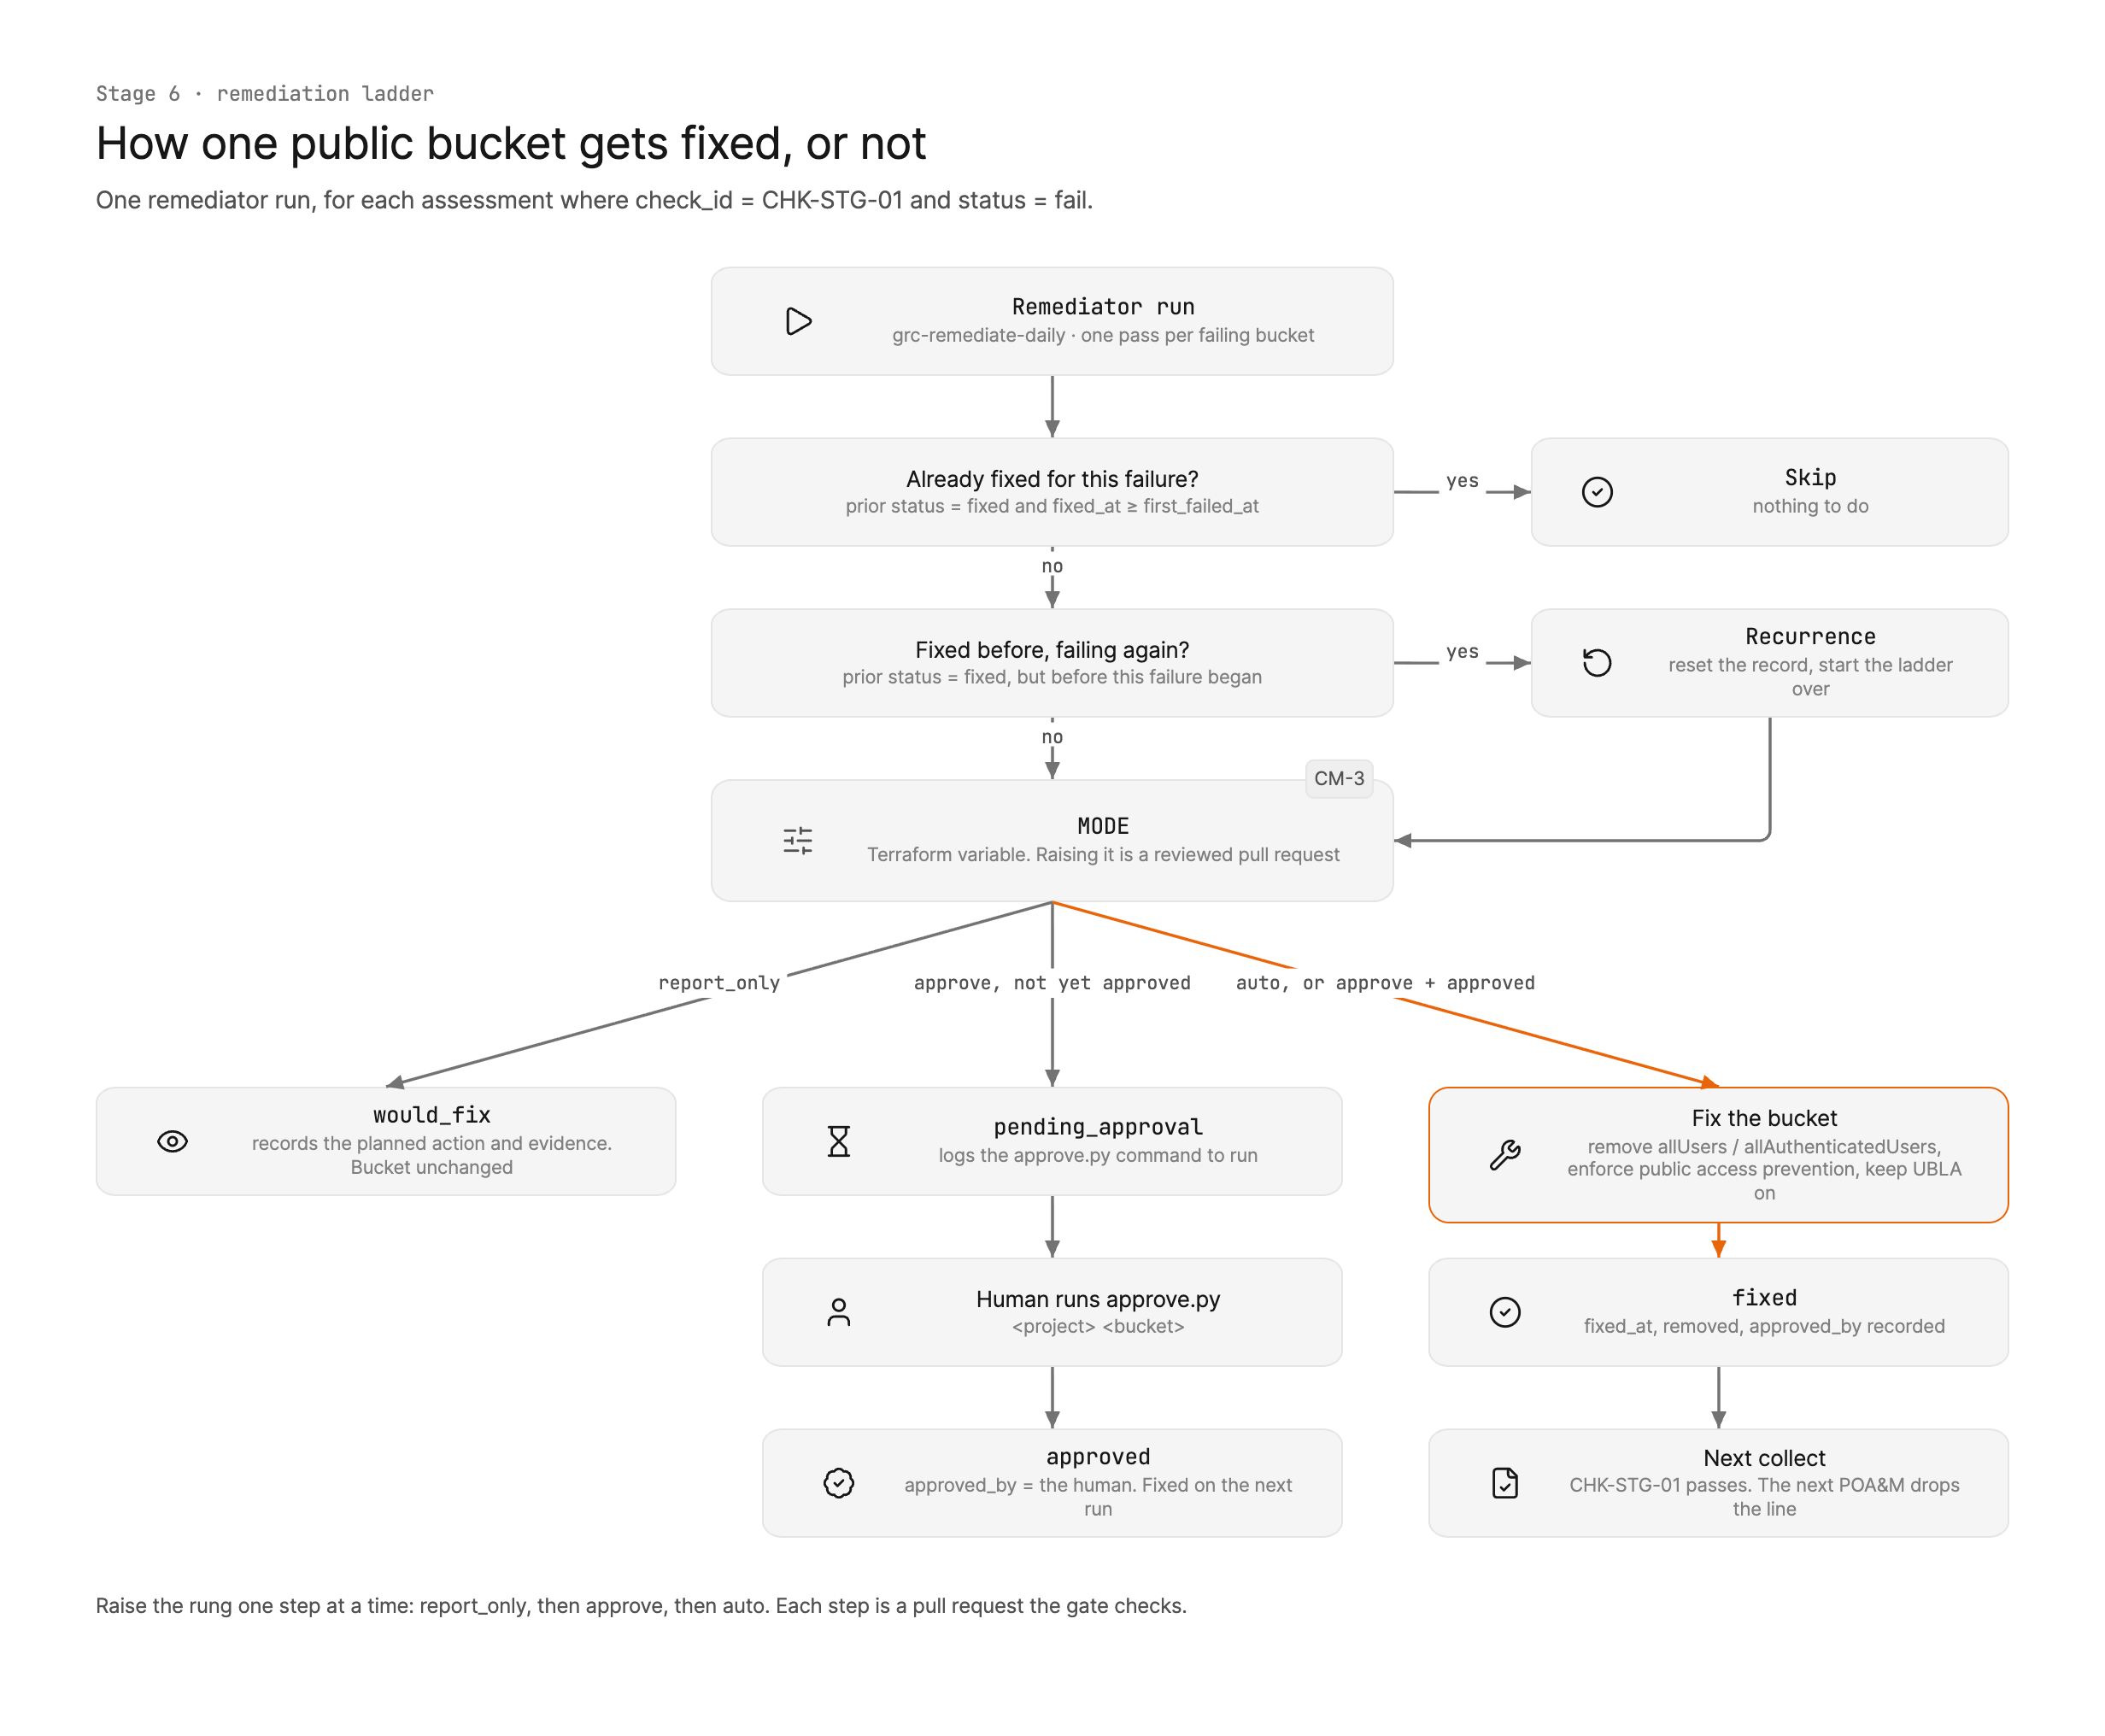 Stage 6 · remediation ladder
How one public bucket gets fixed, or not
One remediator run, for each assessment where check_id = CHK-STG-01 and status = fail.
Remediator run
grc-remediate-daily · one pass per failing bucket
Already fixed for this failure?
prior status = fixed and fixed_at ≥ first_failed_at
yes
Skip
nothing to do
no
Fixed before, failing again?
prior status = fixed, but before this failure began
yes
Recurrence
reset the record, start the ladder
over
no
CM-3
MODE
Terraform variable. Raising it is a reviewed pull request
report_only
approve, not yet approved
auto, or approve + approved
would_fix
records the planned action and evidence.
Bucket unchanged
pending_approval
logs the approve.py command to run
Fix the bucket
remove allUsers / allAuthenticatedUsers,
enforce public access prevention, keep UBLA
on
Human runs approve.py
<project> <bucket>
fixed
fixed_at, removed, approved_by recorded
approved
approved_by = the human. Fixed on the next
run
Next collect
CHK-STG-01 passes. The next POA&M drops
the line
Raise the rung one step at a time: report_only, then approve, then auto. Each step is a pull request the gate checks.